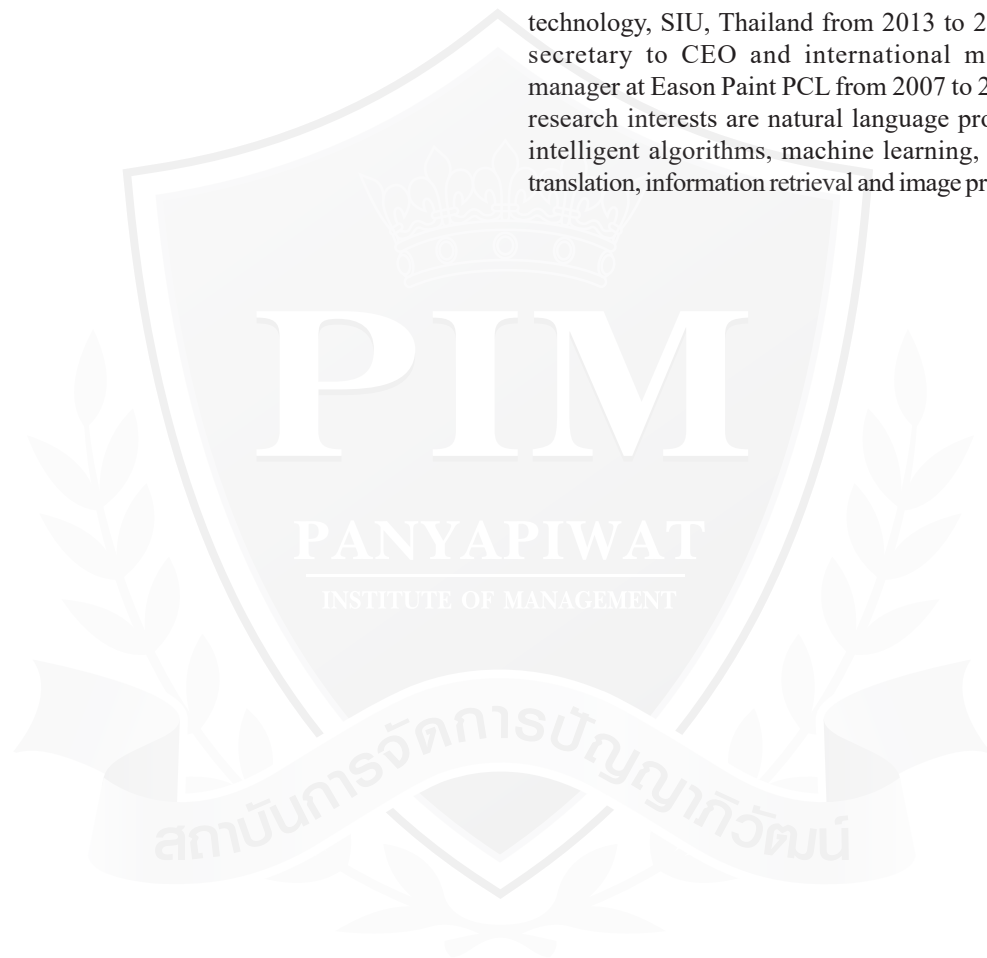 technology, SIU, Thailand from 2013 to 2
secretary to CEO and international m
manager at Eason Paint PCL from 2007 to 2
research interests are natural language pro
intelligent algorithms, machine learning,
translation, information retrieval and image pr
PIM
PANYAPIWAT
INSTITUTE OF MANAGEMENT
สถาบันการจัดการปัญญาภิวัฒน์